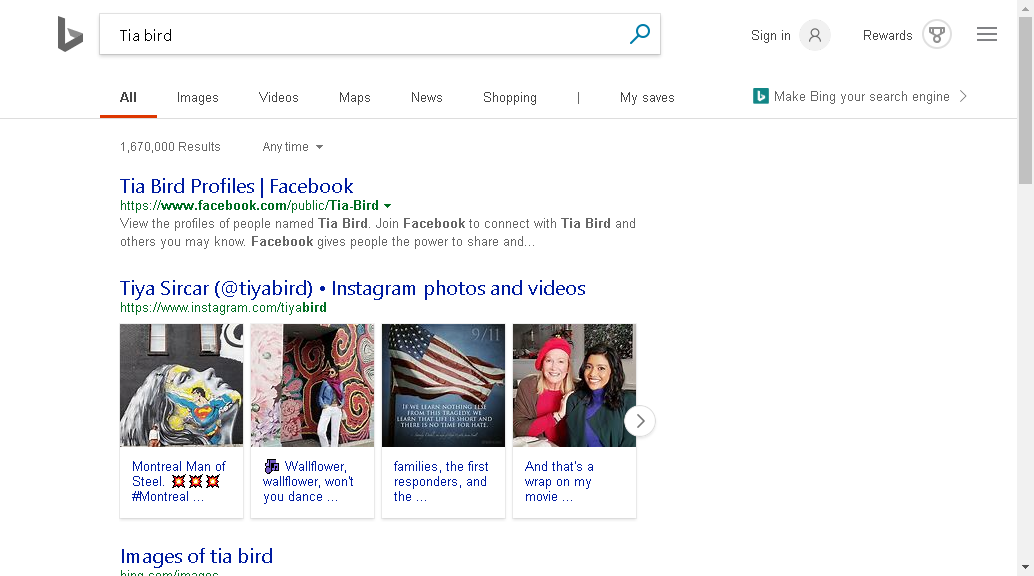 Tia bird
Sign in
Rewards
All
Images
Videos
Maps
News
Shopping
|
My saves
Make Bing your search engine
1,670,000 Results
Any time
Tia Bird Profiles | Facebook
https://www.facebook.com/public/Tia-Bird
View the profiles of people named Tia Bird. Join Facebook to connect with Tia Bird and
others you may know. Facebook gives people the power to share and...
Tiya Sircar (@tiyabird) • Instagram photos and videos
https://www.instagram.com/tiyabird
9/11
IF WE LEARN NOTHING ELSE
FROM THIS TRAGEDY, WE
LEARN THAT LIFE IS SHORT AND
THERE IS NO TIME FOR HATE.
Montreal Man of
Steel. 💥💥💥
#Montreal ...
Wallflower,
wallflower, won't
you dance ...
families, the first
responders, and
the ...
And that's a
wrap on my
movie ...
Images of tia bird
bing.com/images